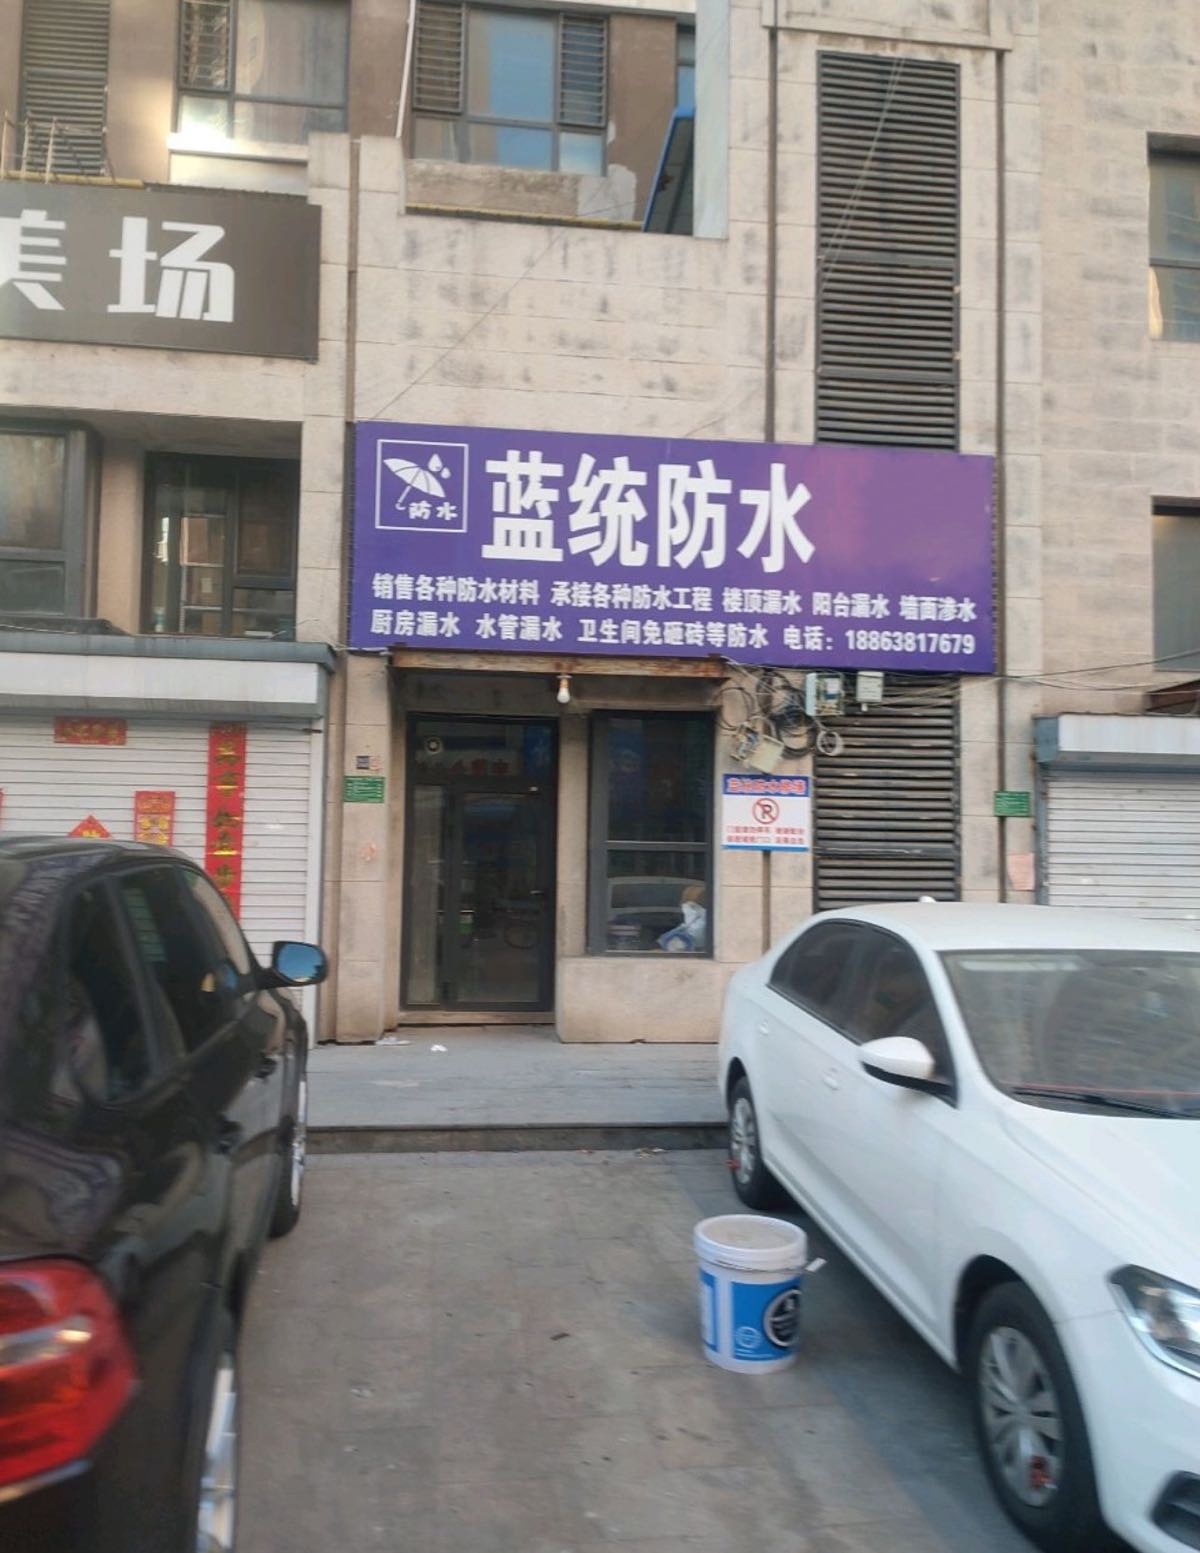 美场
防水
蓝统防水
销售各种防水材料 承接各种防水工程 楼顶漏水 阳台漏水 墙面渗水
厨房漏水 水管漏水 卫生间免砸砖等防水 电话：18863817679